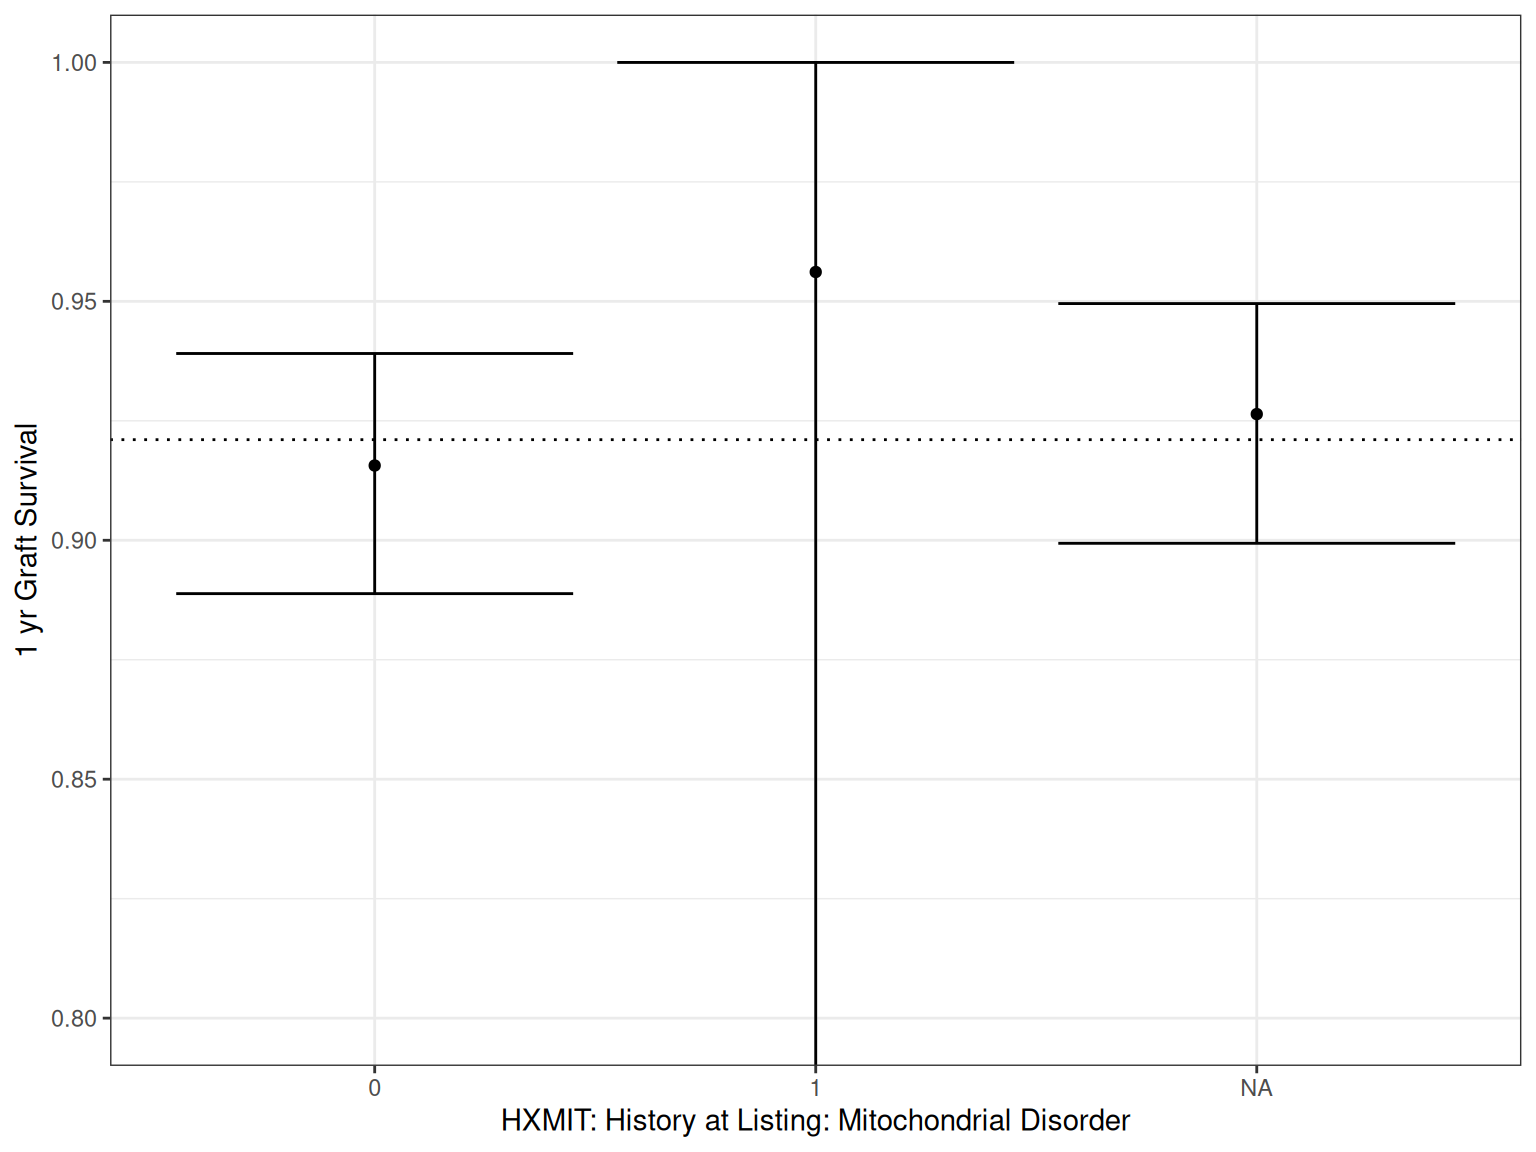 1.00
0.95
0.90
0.85
0.80
1 yr Graft Survival
0 1 NA
HXMIT: History at Listing: Mitochondrial Disorder